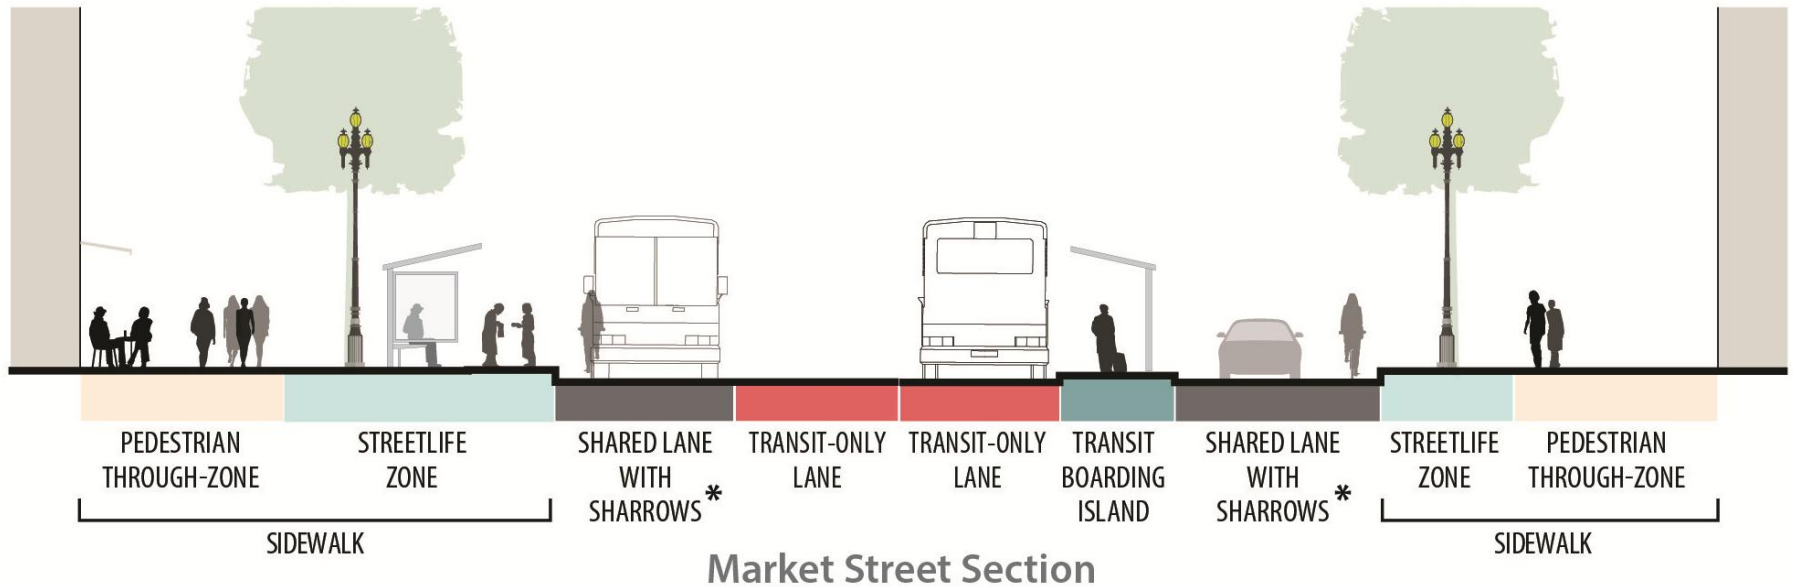 PEDESTRIAN
THROUGH-ZONE
STREETLIFE
ZONE
SHARED LANE
WITH
SHARROWS *
TRANSIT-ONLY
LANE
TRANSIT-ONLY
LANE
TRANSIT
BOARDING
ISLAND
SHARED LANE
WITH
SHARROWS *
STREETLIFE
ZONE
PEDESTRIAN
THROUGH-ZONE
SIDEWALK
SIDEWALK
Market Street Section